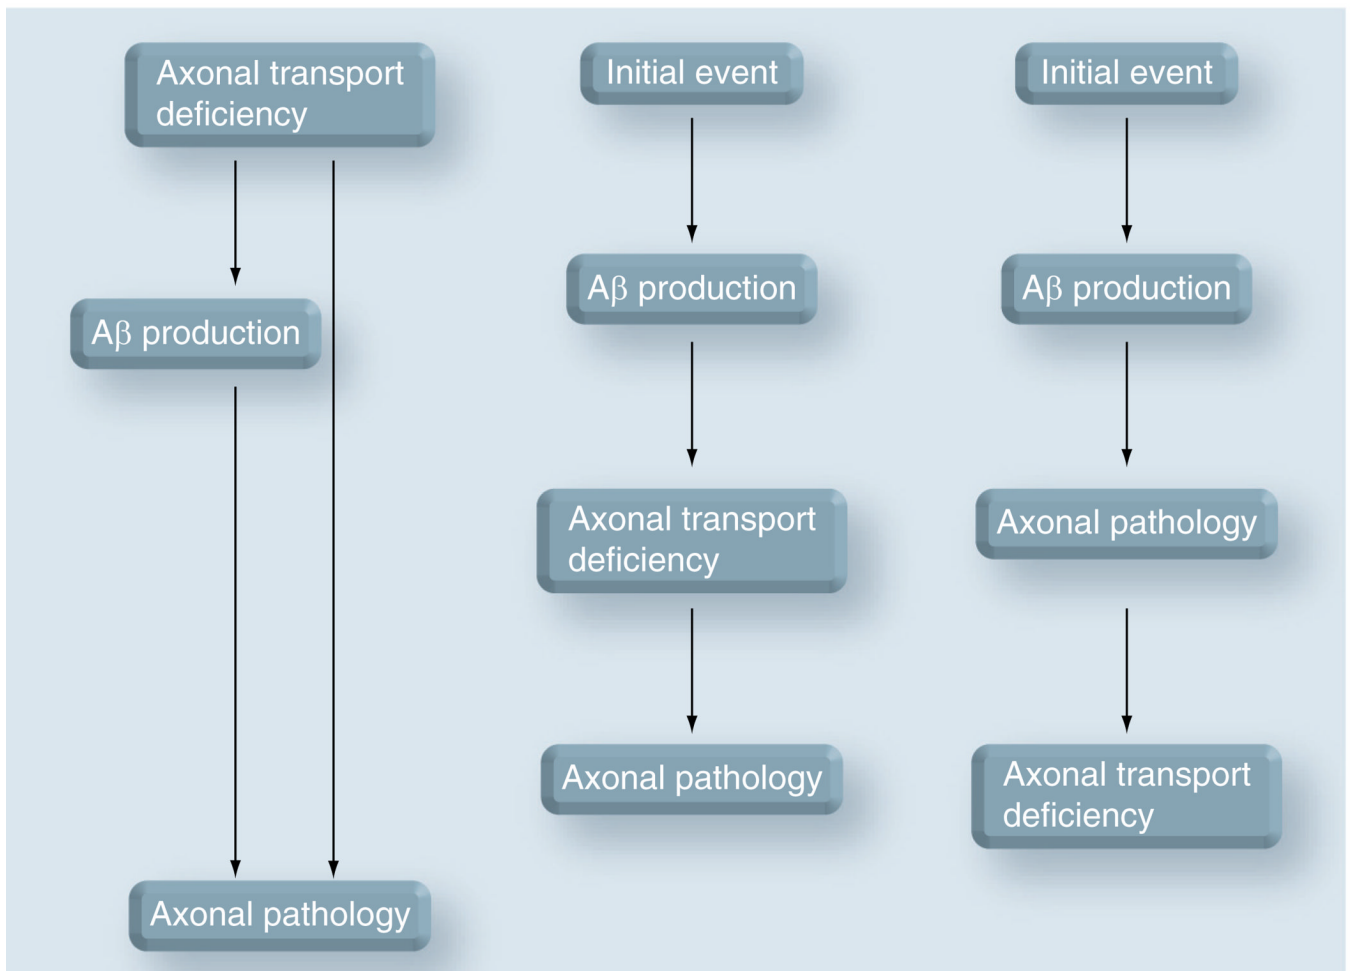 Axonal transport
deficiency
Aβ production
Axonal pathology
Initial event
Aβ production
Axonal transport
deficiency
Axonal pathology
Initial event
Aβ production
Axonal pathology
Axonal transport
deficiency